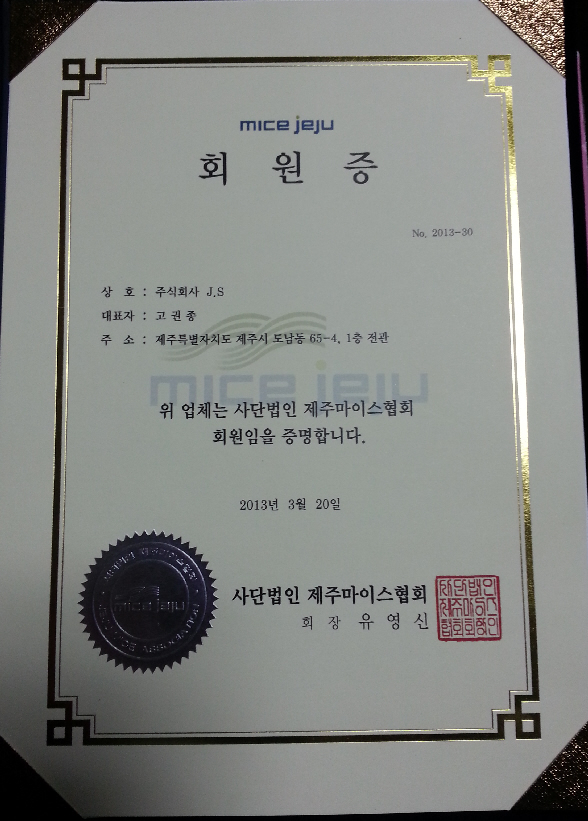 mice jeju
회 원 증
No. 2013-30
상 호 : 주식회사 J.S
대표자 : 고 권 종
주 소 : 제주특별자치도 제주시 도남동 65-4, 1층 전관
mice jeju
위 업체는 사단법인 제주마이스협회
회원임을 증명합니다.
2013년 3월 20일
mice jeju
사단법인 제주마이스협회
회 장 유 영 신